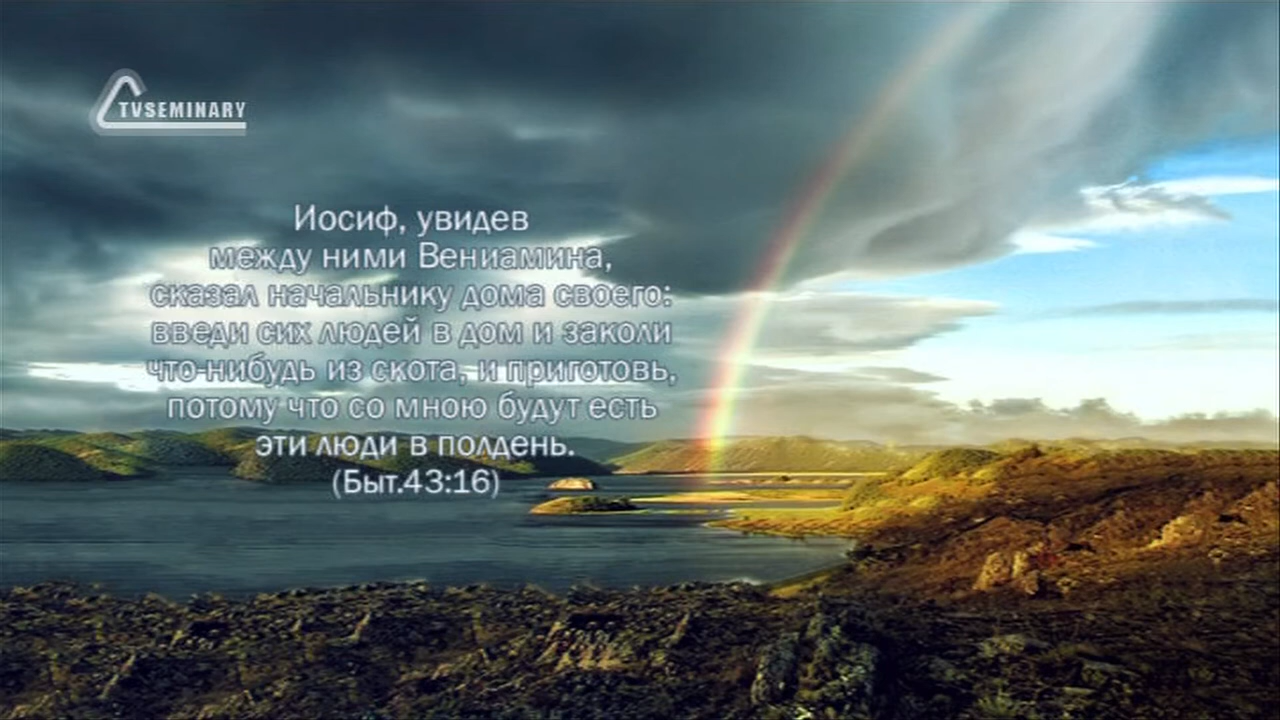 TVSEMINARY
Иосиф, увидев
между ними Вениамина,
сказал начальнику дома своего:
введи сих людей в дом и заколи
что-нибудь из скота, и приготовь,
потому что со мною будут есть
эти люди в полдень.
(Быт.43:16)